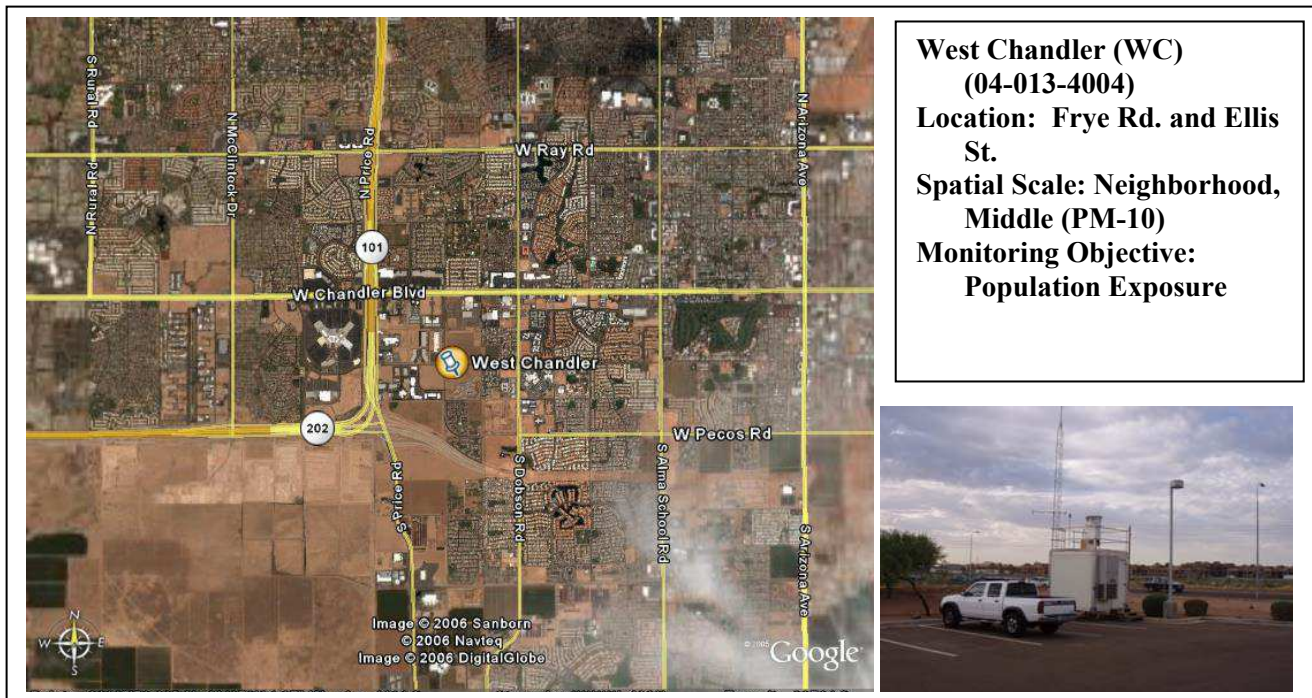 S Rural Rd
N Rural Rd
N McClintock Dr
N Price Rd
W Ray Rd
N Arizona Ave
101
W Chandler Blvd
West Chandler
202
W Pecos Rd
S Price Rd
S Dobson Rd
S Alma School Rd
S Arizona Ave
N
W
E
S
Image © 2006 Sanborn
© 2006 Navteq
Image © 2006 DigitalGlobe
© 2005
Google
West Chandler (WC)
(04-013-4004)
Location: Frye Rd. and Ellis
St.
Spatial Scale: Neighborhood,
Middle (PM-10)
Monitoring Objective:
Population Exposure